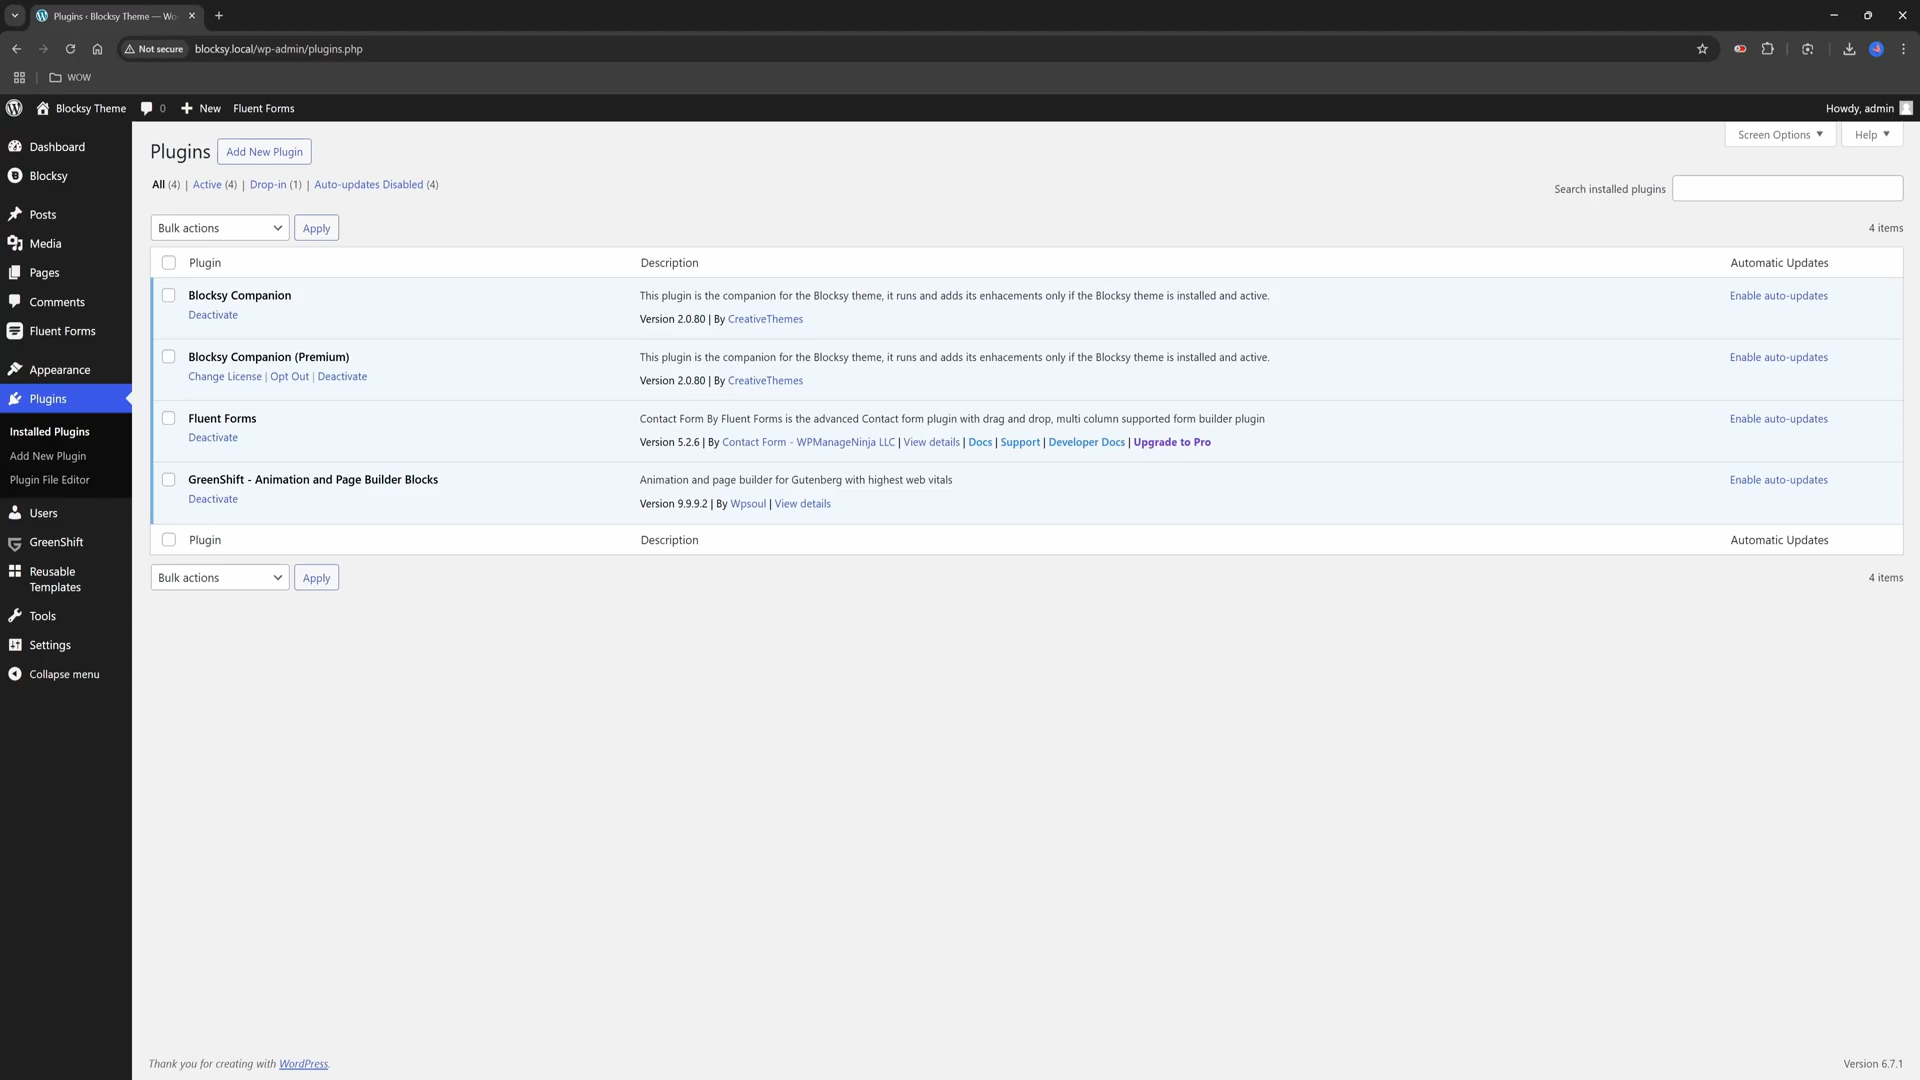 Plugins ‹ Blocksy Theme — Wo
Not secure blocksy.local/wp-admin/plugins.php
WOW
Blocksy Theme 0 New Fluent Forms Howdy, admin
Dashboard
Blocksy
Posts
Media
Pages
Comments
Fluent Forms
Appearance
Plugins
Installed Plugins
Add New Plugin
Plugin File Editor
Users
GreenShift
Reusable
Templates
Tools
Settings
Collapse menu
Screen Options Help
Plugins Add New Plugin
All (4) | Active (4) | Drop-in (1) | Auto-updates Disabled (4)
Search installed plugins
Bulk actions Apply 4 items
Plugin Description Automatic Updates
Blocksy Companion This plugin is the companion for the Blocksy theme, it runs and adds its enhacements only if the Blocksy theme is installed and active. Enable auto-updates
Deactivate Version 2.0.80 | By CreativeThemes
Blocksy Companion (Premium) This plugin is the companion for the Blocksy theme, it runs and adds its enhacements only if the Blocksy theme is installed and active. Enable auto-updates
Change License | Opt Out | Deactivate Version 2.0.80 | By CreativeThemes
Fluent Forms Contact Form By Fluent Forms is the advanced Contact form plugin with drag and drop, multi column supported form builder plugin Enable auto-updates
Deactivate Version 5.2.6 | By Contact Form - WPManageNinja LLC | View details | Docs | Support | Developer Docs | Upgrade to Pro
GreenShift - Animation and Page Builder Blocks Animation and page builder for Gutenberg with highest web vitals Enable auto-updates
Deactivate Version 9.9.9.2 | By Wpsoul | View details
Plugin Description Automatic Updates
Bulk actions Apply 4 items
Thank you for creating with WordPress. Version 6.7.1